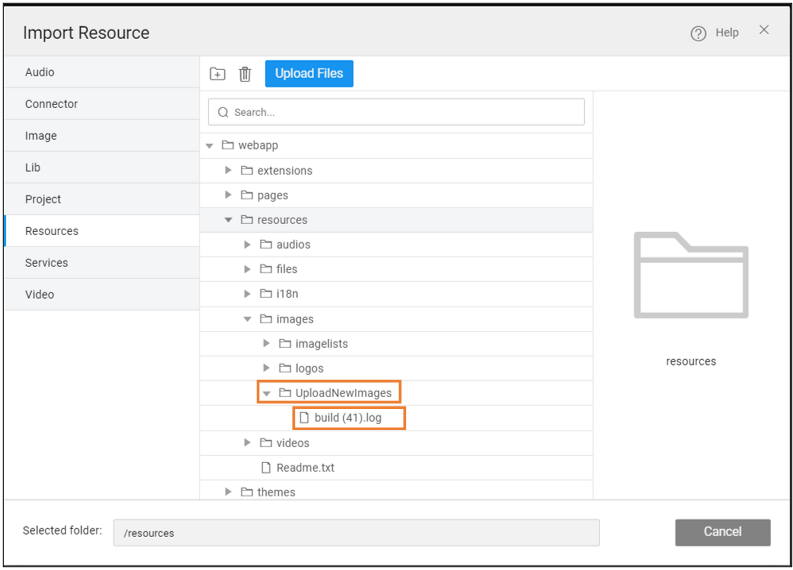 Import Resource
Help
Audio
Connector
Image
Lib
Project
Resources
Services
Video
Upload Files
Search...
webapp
extensions
pages
resources
audios
files
i18n
images
imagelists
logos
UploadNewImages
build (41).log
videos
Readme.txt
themes
resources
Selected folder:
/resources
Cancel